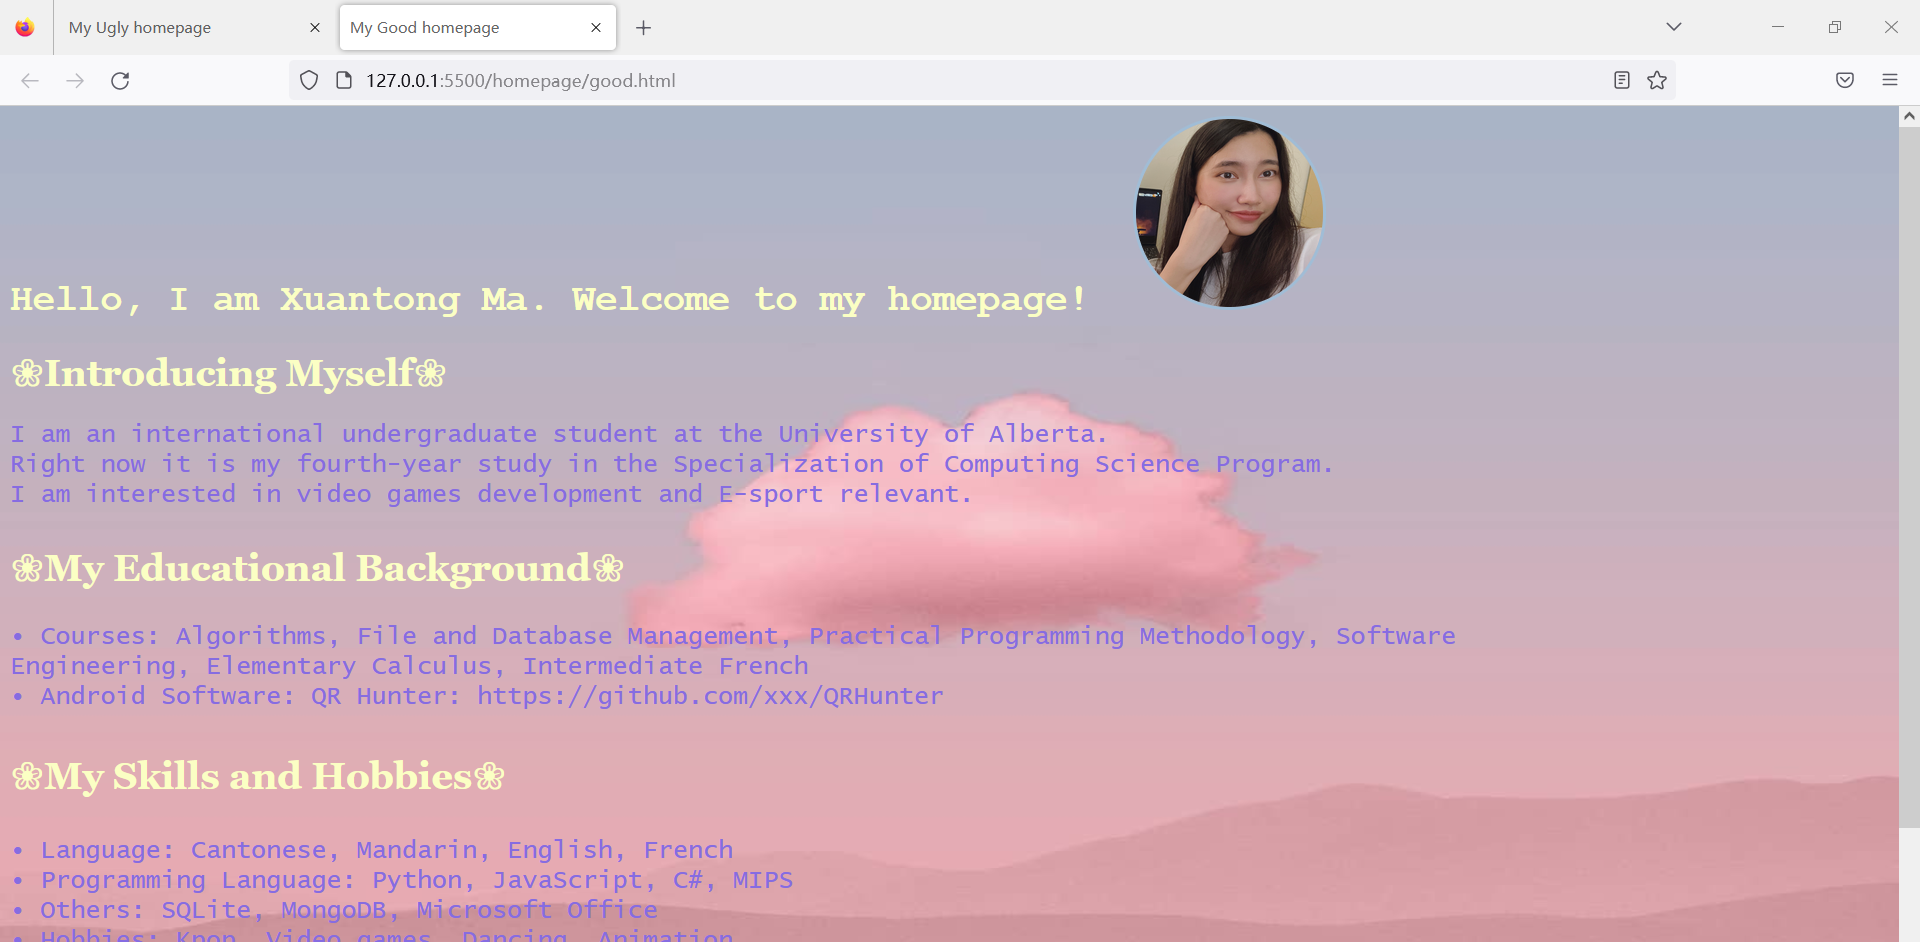 My Ugly homepage
My Good homepage
127.0.0.1:5500/homepage/good.html
Hello, I am Xuantong Ma. Welcome to my homepage!
❀Introducing Myself❀
I am an international undergraduate student at the University of Alberta.
Right now it is my fourth-year study in the Specialization of Computing Science Program.
I am interested in video games development and E-sport relevant.
❀My Educational Background❀
• Courses: Algorithms, File and Database Management, Practical Programming Methodology, Software
Engineering, Elementary Calculus, Intermediate French
• Android Software: QR Hunter: https://github.com/xxx/QRHunter
❀My Skills and Hobbies❀
• Language: Cantonese, Mandarin, English, French
• Programming Language: Python, JavaScript, C#, MIPS
• Others: SQLite, MongoDB, Microsoft Office
• Hobbies: Kpop, Video games, Dancing, Animation